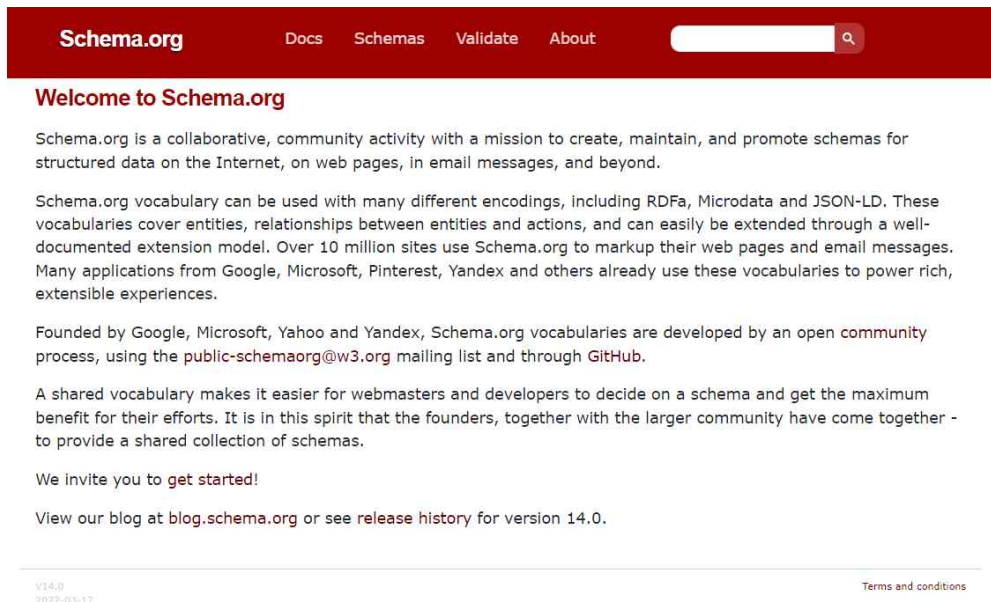 Schema.org Docs Schemas Validate About
Welcome to Schema.org
Schema.org is a collaborative, community activity with a mission to create, maintain, and promote schemas for
structured data on the Internet, on web pages, in email messages, and beyond.
Schema.org vocabulary can be used with many different encodings, including RDFa, Microdata and JSON-LD. These
vocabularies cover entities, relationships between entities and actions, and can easily be extended through a well-
documented extension model. Over 10 million sites use Schema.org to markup their web pages and email messages.
Many applications from Google, Microsoft, Pinterest, Yandex and others already use these vocabularies to power rich,
extensible experiences.
Founded by Google, Microsoft, Yahoo and Yandex, Schema.org vocabularies are developed by an open community
process, using the public-schemaorg@w3.org mailing list and through GitHub.
A shared vocabulary makes it easier for webmasters and developers to decide on a schema and get the maximum
benefit for their efforts. It is in this spirit that the founders, together with the larger community have come together -
to provide a shared collection of schemas.
We invite you to get started!
View our blog at blog.schema.org or see release history for version 14.0.
V14.0 Terms and conditions
2022-03-17